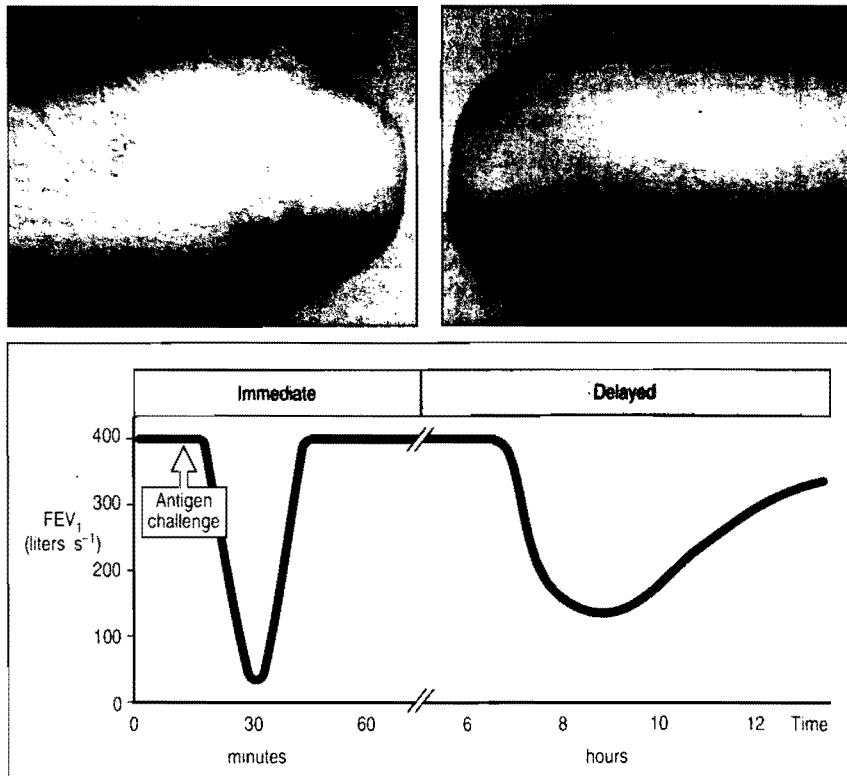 Immediate Delayed
400
Antigen
challenge
300
FEV1
(liters s⁻¹)
200
100
0
0 30 60 6 8 10 12 Time
minutes hours